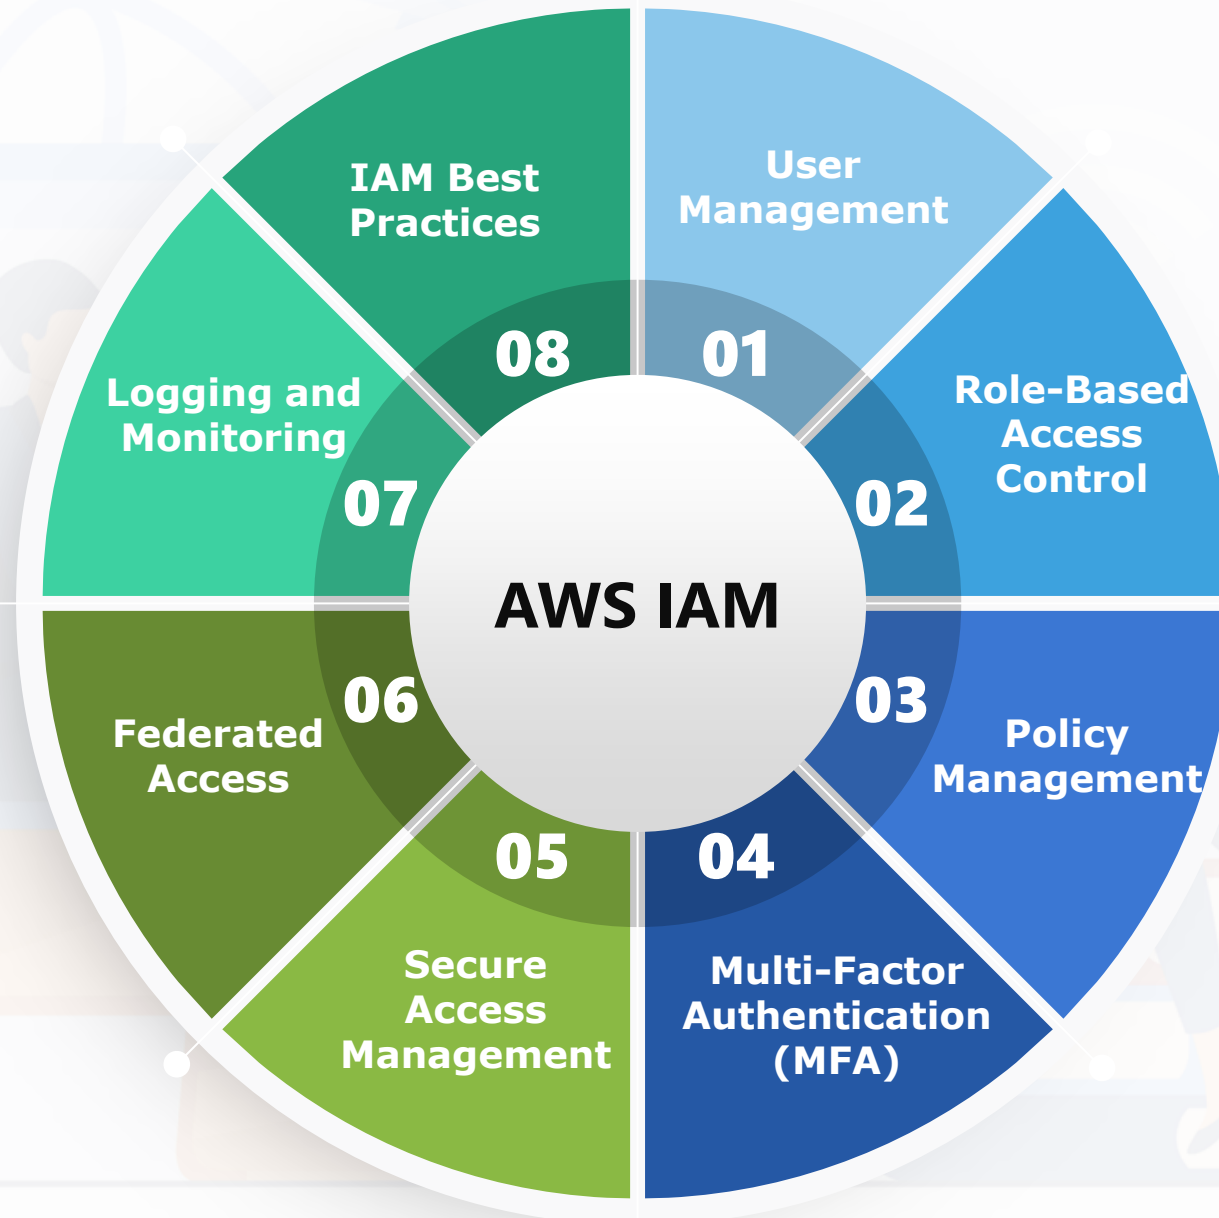 AWS IAM
01
User
Management
02
Role-Based
Access
Control
03
Policy
Management
04
Multi-Factor
Authentication
(MFA)
05
Secure
Access
Management
06
Federated
Access
07
Logging and
Monitoring
08
IAM Best
Practices